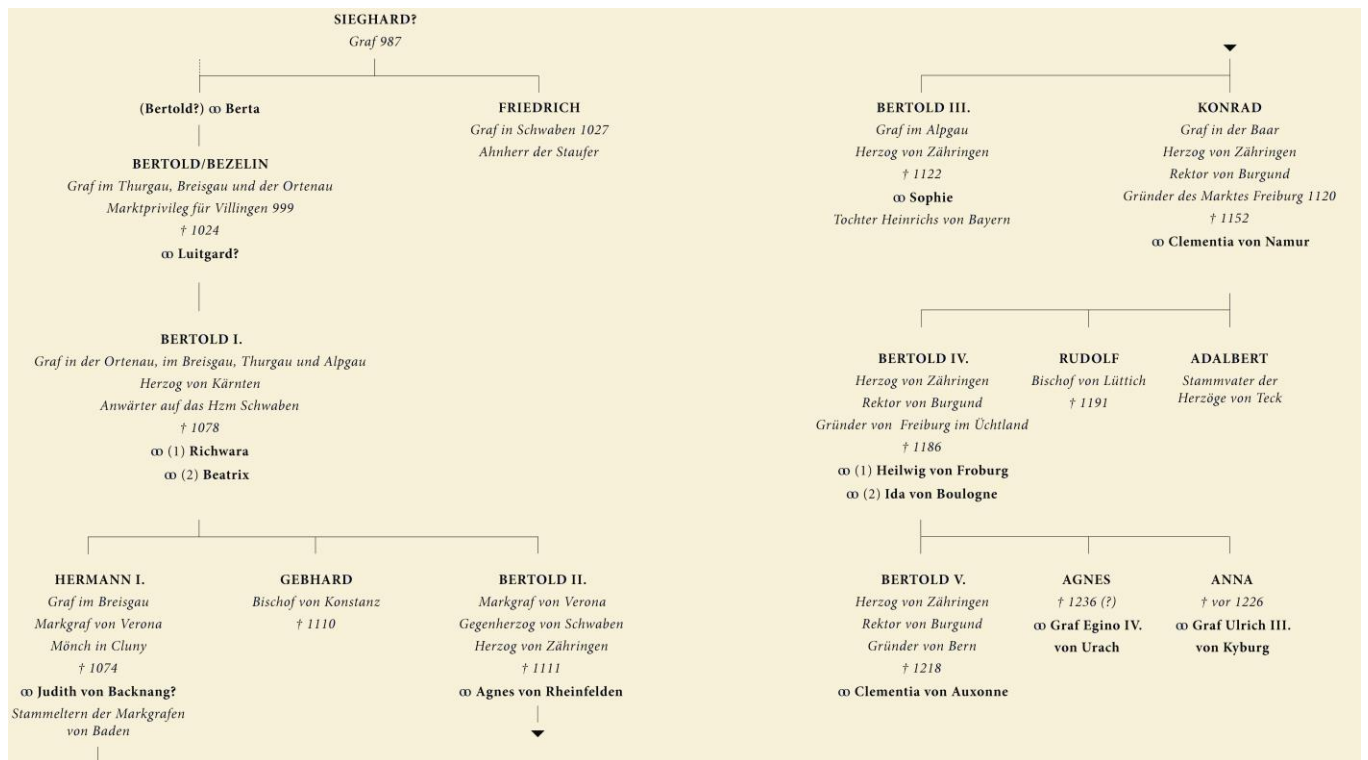 SIEGHARD?
Graf 987
(Bertold?) ⚭ Berta
FRIEDRICH
Graf in Schwaben 1027
Ahnherr der Staufer
BERTOLD/BEZELIN
Graf im Thurgau, Breisgau und der Ortenau
Marktprivileg für Villingen 999
† 1024
⚭ Luitgard?
BERTOLD I.
Graf in der Ortenau, im Breisgau, Thurgau und Alpgau
Herzog von Kärnten
Anwärter auf das Hzm Schwaben
† 1078
⚭ (1) Richwara
⚭ (2) Beatrix
HERMANN I.
Graf im Breisgau
Markgraf von Verona
Mönch in Cluny
† 1074
⚭ Judith von Backnang?
Stammeltern der Markgrafen
von Baden
GEBHARD
Bischof von Konstanz
† 1110
BERTOLD II.
Markgraf von Verona
Gegenherzog von Schwaben
Herzog von Zähringen
† 1111
⚭ Agnes von Rheinfelden
BERTOLD III.
Graf im Alpgau
Herzog von Zähringen
† 1122
⚭ Sophie
Tochter Heinrichs von Bayern
KONRAD
Graf in der Baar
Herzog von Zähringen
Rektor von Burgund
Gründer des Marktes Freiburg 1120
† 1152
⚭ Clementia von Namur
BERTOLD IV.
Herzog von Zähringen
Rektor von Burgund
Gründer von Freiburg im Üchtland
† 1186
⚭ (1) Heilwig von Froburg
⚭ (2) Ida von Boulogne
RUDOLF
Bischof von Lüttich
† 1191
ADALBERT
Stammvater der
Herzöge von Teck
BERTOLD V.
Herzog von Zähringen
Rektor von Burgund
Gründer von Bern
† 1218
⚭ Clementia von Auxonne
AGNES
† 1236 (?)
⚭ Graf Egino IV.
von Urach
ANNA
† vor 1226
⚭ Graf Ulrich III.
von Kyburg